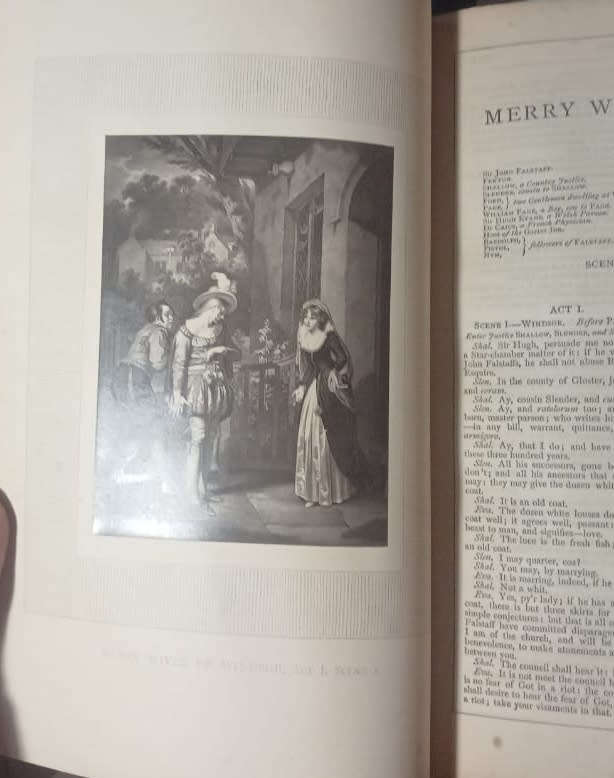 MERRY WIVES OF WINDSOR, ACT I. SCENE
MERRY W
Sir John Falstaff.
Fenton.
Shallow, a Country Justice.
Slender, cousin to Shallow.
Ford,
Page, } two Gentlemen dwelling at
William Page, a Boy, son to Page.
Sir Hugh Evans, a Welsh Parson.
Dr Caius, a French Physician.
Host of the Garter Inn.
Bardolph,
Pistol, } followers of Falstaff.
Nym,
SCEN
ACT I.
Scene I.—Windsor. Before P
Enter Justice Shallow, Slender, and S
Shal. Sir Hugh, persuade me no
a Star-chamber matter of it: if he w
John Falstaffs, he shall not abuse R
Esquire.
Slen. In the county of Gloster, j
and coram.
Shal. Ay, cousin Slender, and cu
Slen. Ay, and ratolorum too; an
born, master parson; who writes hi
—in any bill, warrant, quittance,
armigero.
Shal. Ay, that I do; and have
these three hundred years.
Slen. All his successors, gone b
don't; and all his ancestors that
may: they may give the dozen whit
coat.
Shal. It is an old coat.
Eva. The dozen white louses do
coat well; it agrees well, passant
beast to man, and signifies—love.
Shal. The luce is the fresh fish;
an old coat.
Slen. I may quarter, coz?
Shal. You may, by marrying.
Eva. It is marring, indeed, if he
Shal. Not a whit.
Eva. Yes, py'r lady; if he has a
coat, there is but three skirts for
simple conjectures: but that is all o
Falstaff have committed disparage
I am of the church, and will be
benevolence, to make atonements a
between you.
Shal. The council shall hear it:
Eva. It is not meet the council h
is no fear of Got in a riot: the co
shall desire to hear the fear of Got,
a riot; take your vizaments in that.